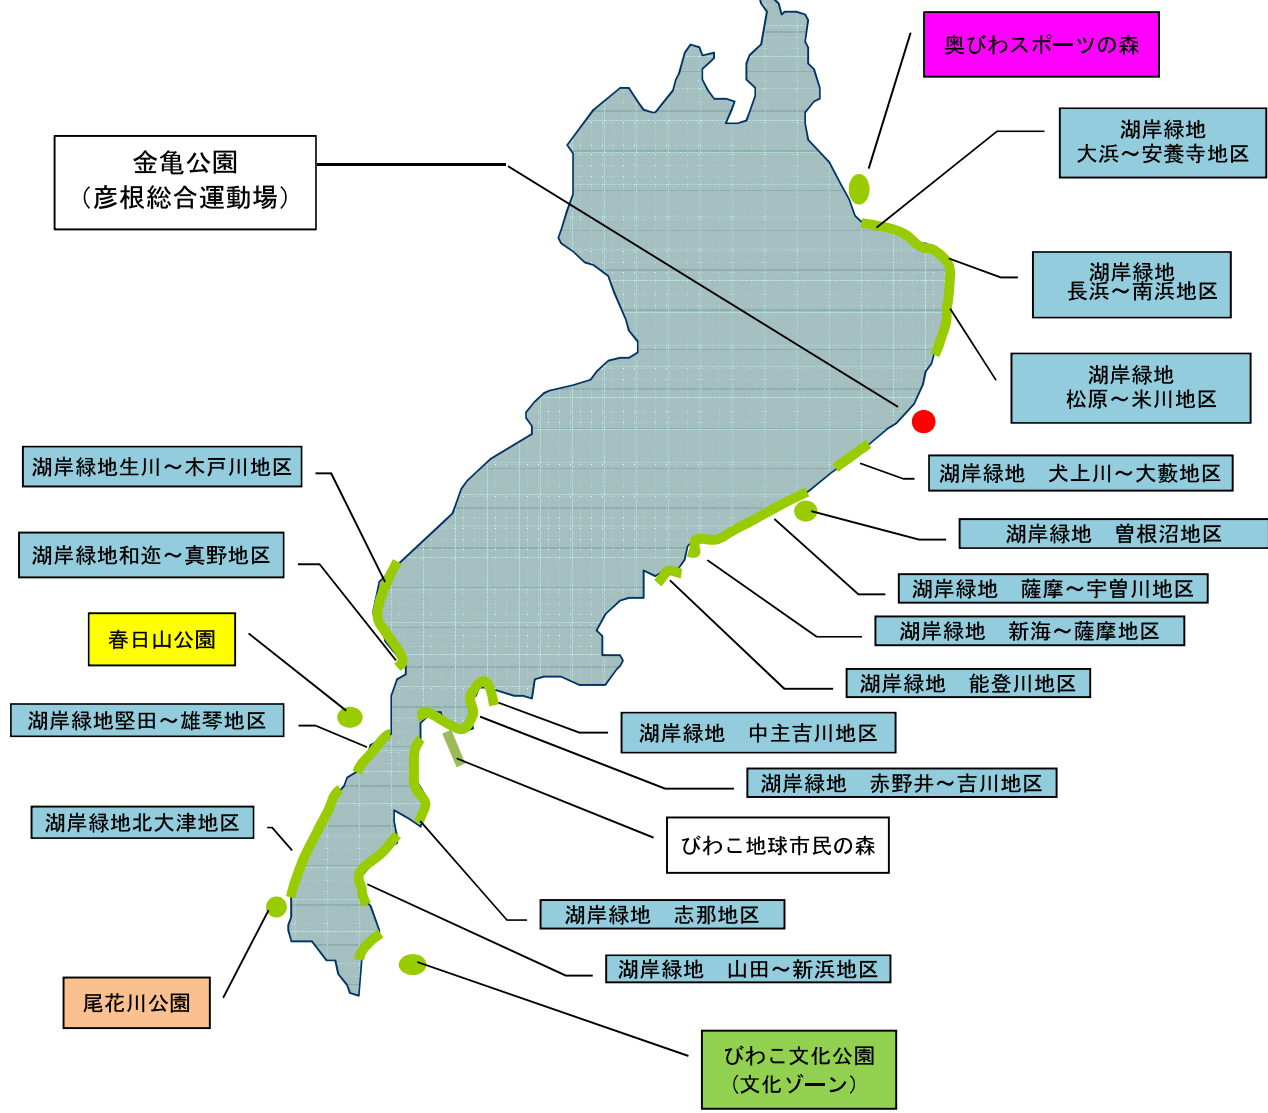 奥びわスポーツの森
湖岸緑地
大浜～安養寺地区
金亀公園
（彦根総合運動場）
湖岸緑地
長浜～南浜地区
湖岸緑地
松原～米川地区
湖岸緑地生川～木戸川地区
湖岸緑地　犬上川～大藪地区
湖岸緑地　曽根沼地区
湖岸緑地和迩～真野地区
湖岸緑地　薩摩～宇曽川地区
春日山公園
湖岸緑地　新海～薩摩地区
湖岸緑地　能登川地区
湖岸緑地堅田～雄琴地区
湖岸緑地　中主吉川地区
湖岸緑地　赤野井～吉川地区
湖岸緑地北大津地区
びわこ地球市民の森
湖岸緑地　志那地区
湖岸緑地　山田～新浜地区
尾花川公園
びわこ文化公園
（文化ゾーン）